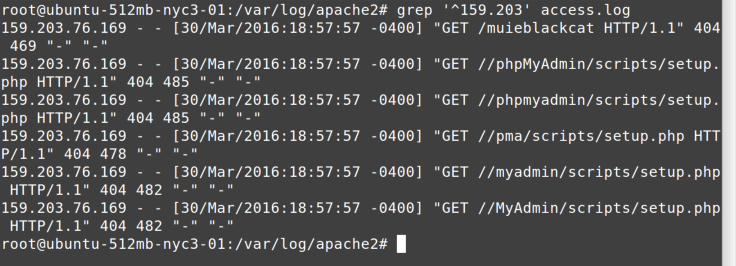 root@ubuntu-512mb-nyc3-01:/var/log/apache2# grep '^159.203' access.log
159.203.76.169 - - [30/Mar/2016:18:57:57 -0400] "GET /muieblackcat HTTP/1.1" 404
 469 "-" "-"
159.203.76.169 - - [30/Mar/2016:18:57:57 -0400] "GET //phpMyAdmin/scripts/setup.
php HTTP/1.1" 404 485 "-" "-"
159.203.76.169 - - [30/Mar/2016:18:57:57 -0400] "GET //phpmyadmin/scripts/setup.
php HTTP/1.1" 404 485 "-" "-"
159.203.76.169 - - [30/Mar/2016:18:57:57 -0400] "GET //pma/scripts/setup.php HTT
P/1.1" 404 478 "-" "-"
159.203.76.169 - - [30/Mar/2016:18:57:57 -0400] "GET //myadmin/scripts/setup.php
 HTTP/1.1" 404 482 "-" "-"
159.203.76.169 - - [30/Mar/2016:18:57:57 -0400] "GET //MyAdmin/scripts/setup.php
 HTTP/1.1" 404 482 "-" "-"
root@ubuntu-512mb-nyc3-01:/var/log/apache2#